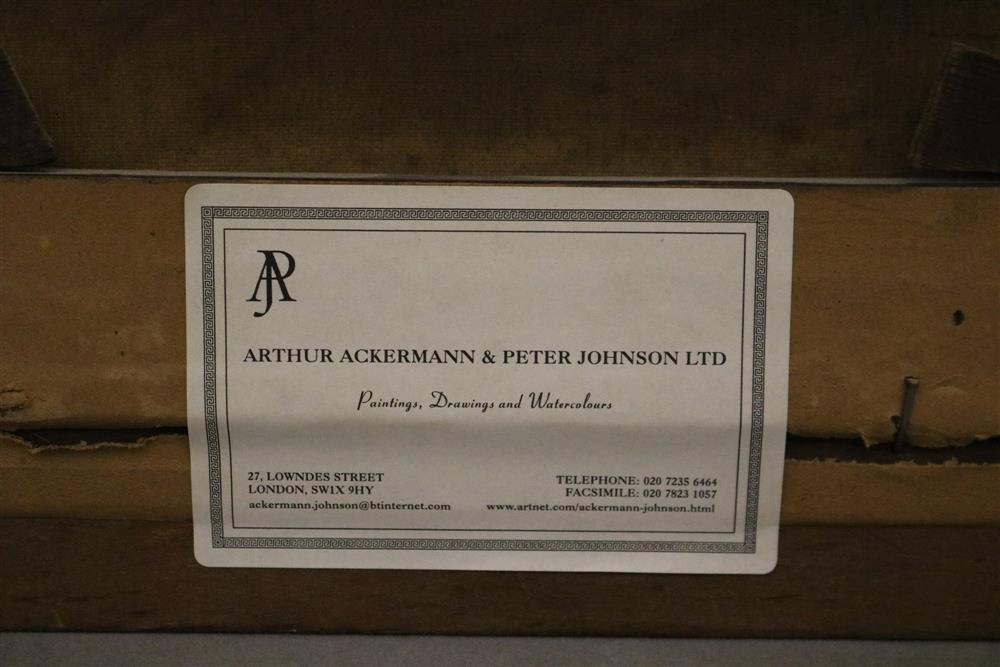 AJP
ARTHUR ACKERMANN & PETER JOHNSON LTD
Paintings, Drawings and Watercolours
27, LOWNDES STREET
LONDON, SW1X 9HY
ackermann.johnson@btinternet.com
TELEPHONE: 020 7235 6464
FACSIMILE: 020 7823 1057
www.artnet.com/ackermann-johnson.html